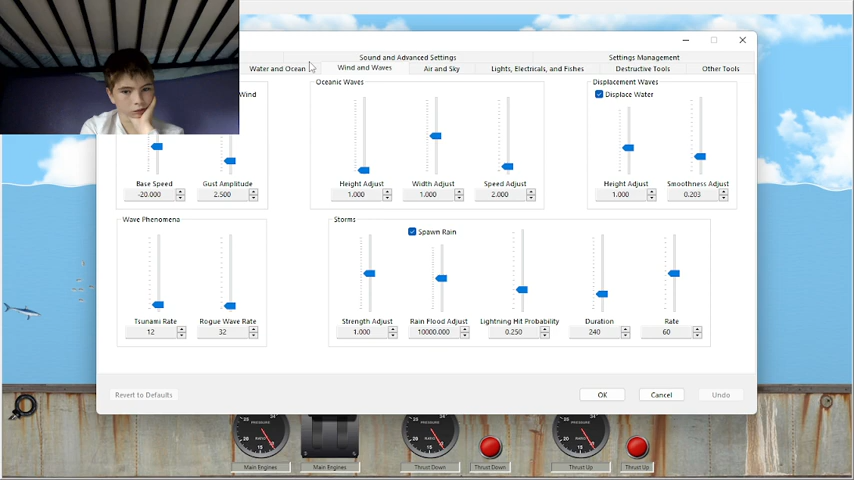 Sound and Advanced Settings Settings Management
Water and Ocean Wind and Waves Air and Sky Lights, Electricals, and Fishes Destructive Tools Other Tools
Wind
Base Speed Gust Amplitude
-20.000 2.500
Oceanic Waves
Height Adjust Width Adjust Speed Adjust
1.000 1.000 2.000
Displacement Waves
Displace Water
Height Adjust Smoothness Adjust
1.000 0.203
Wave Phenomena
Tsunami Rate Rogue Wave Rate
12 32
Storms
Spawn Rain
Strength Adjust Rain Flood Adjust Lightning Hit Probability Duration Rate
1.000 10000.000 0.250 240 60
Revert to Defaults OK Cancel Undo
Main Engines Main Engines Thrust Down Thrust Down Thrust Up Thrust Up